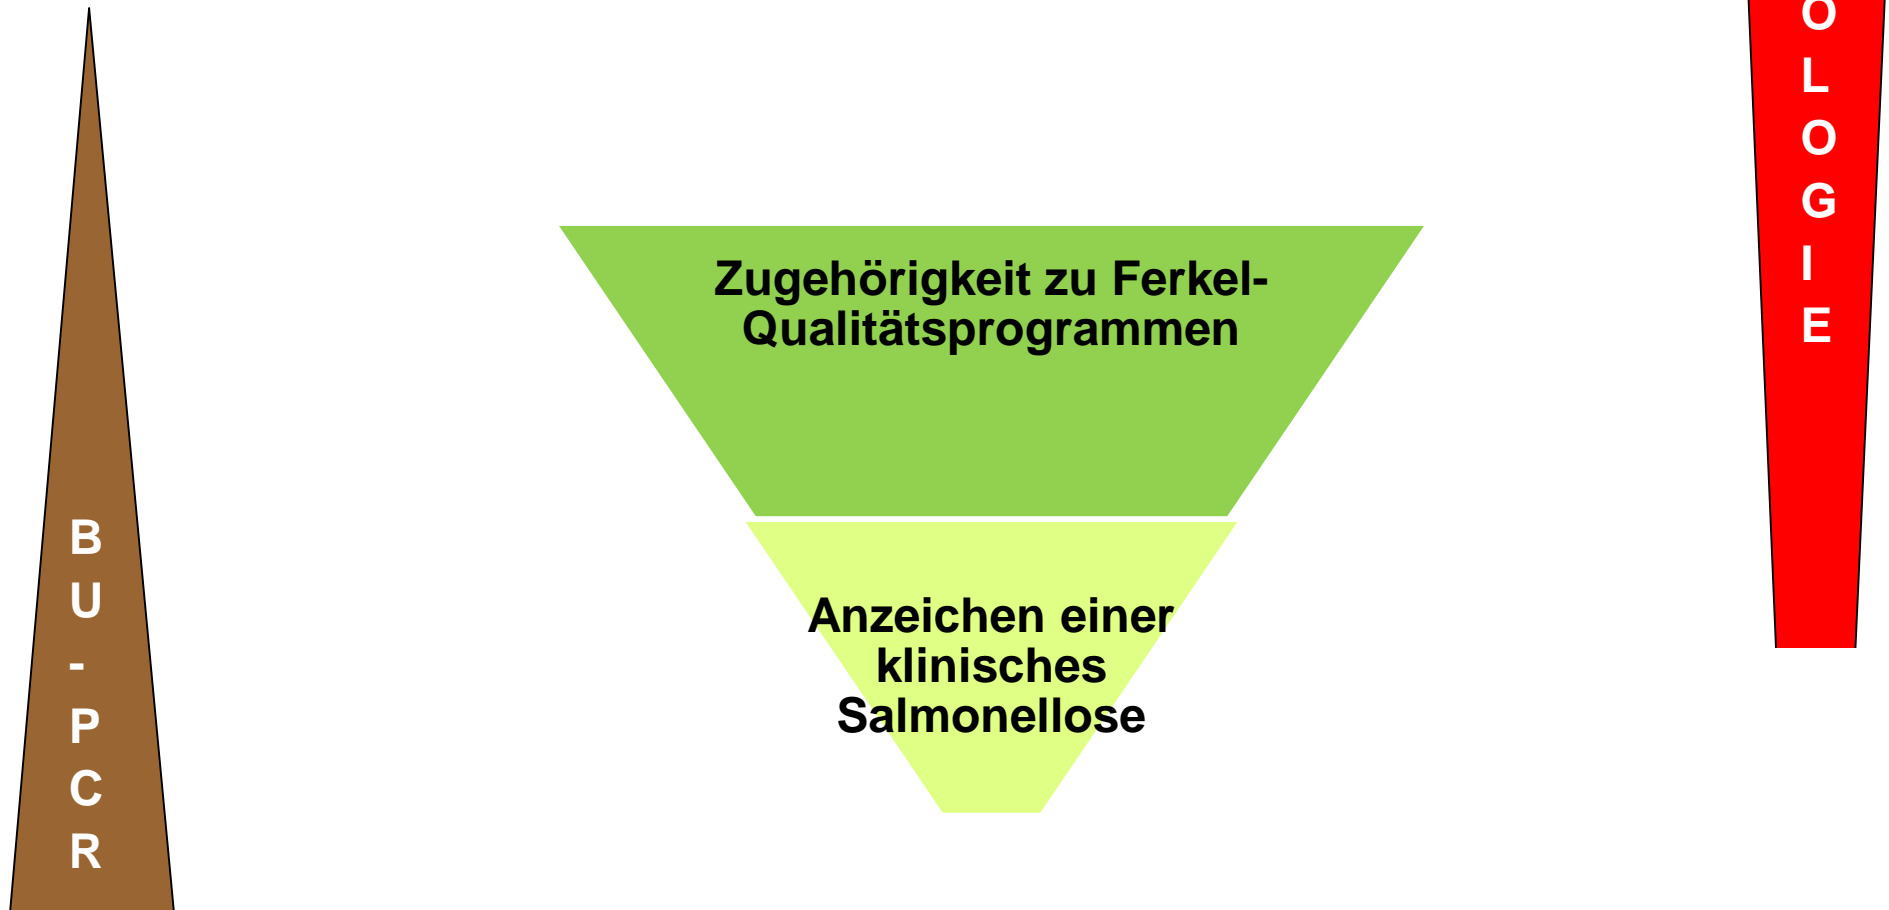 B
U
-
P
C
R
Zugehörigkeit zu Ferkel-
Qualitätsprogrammen
Anzeichen einer
klinisches
Salmonellose
O
L
O
G
I
E